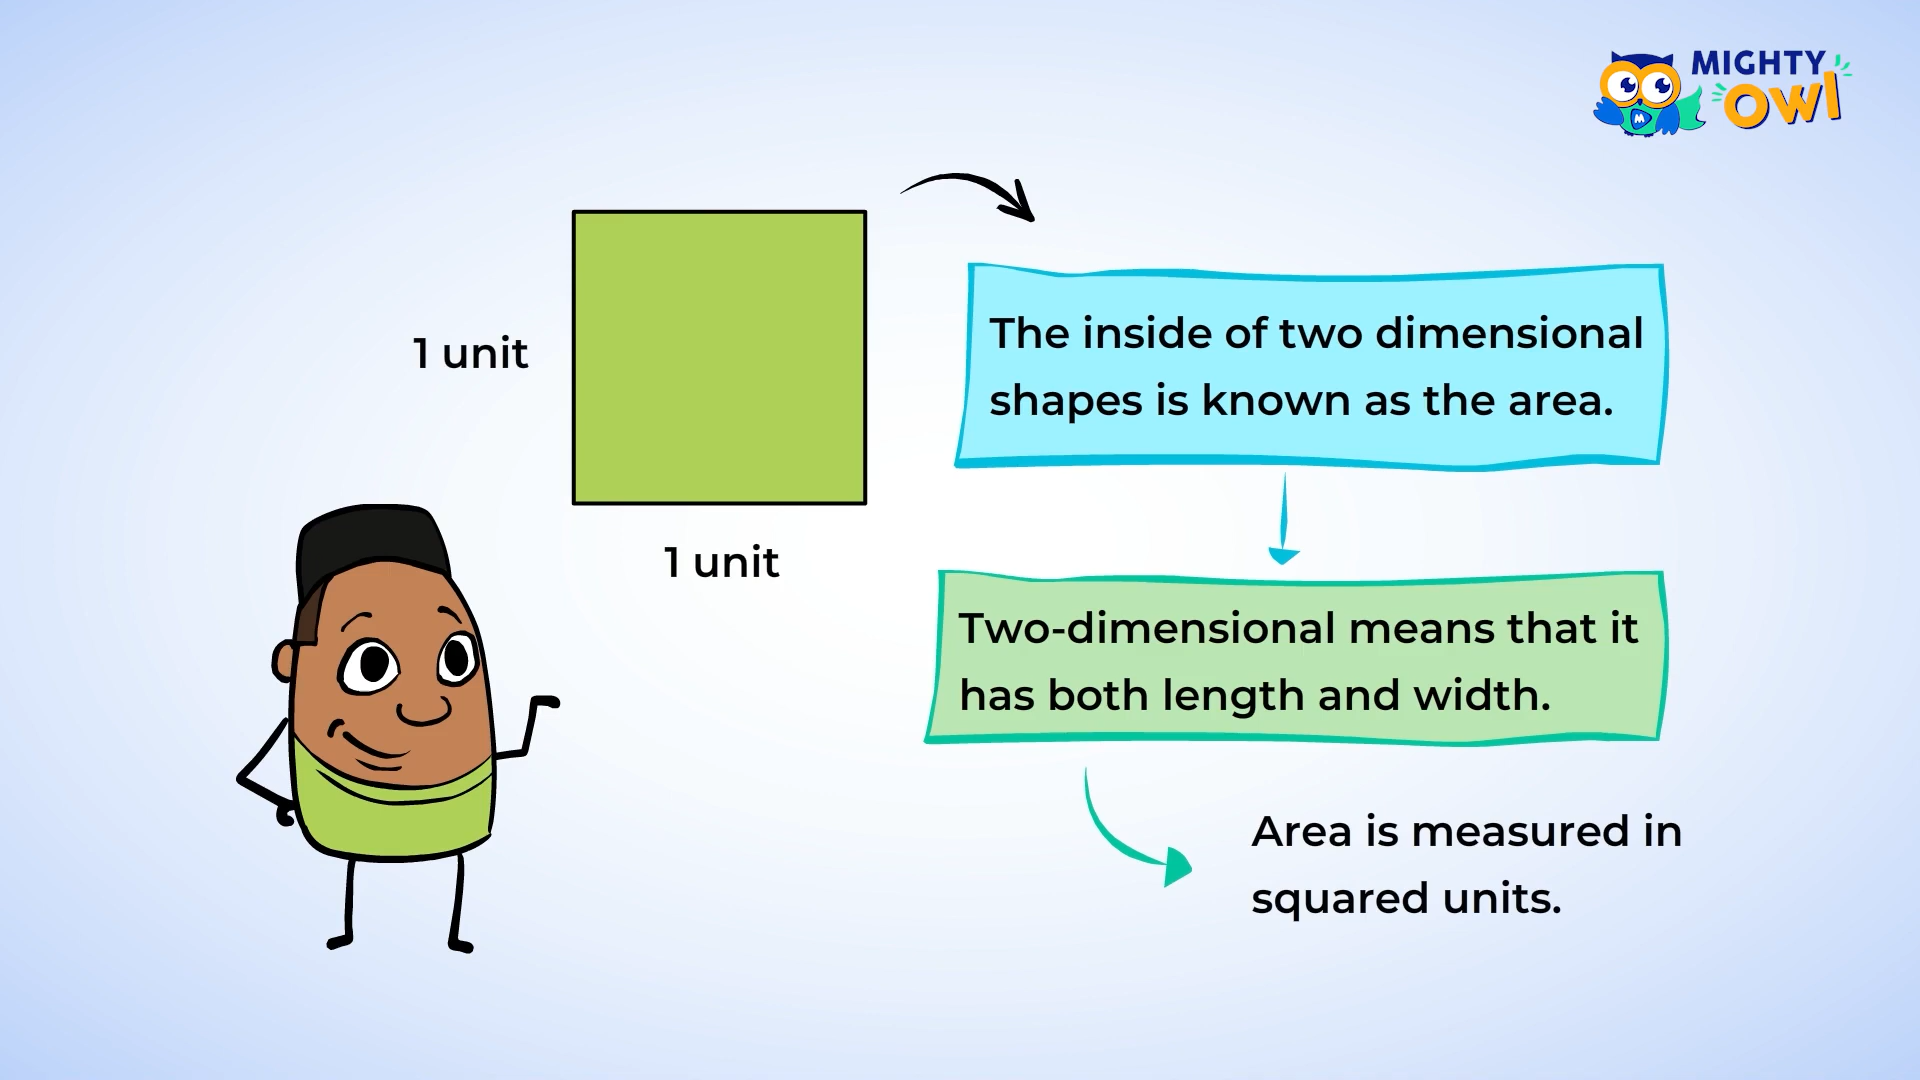 MIGHTY
Owl
M
1 unit
1 unit
The inside of two dimensional
shapes is known as the area.
Two-dimensional means that it
has both length and width.
Area is measured in
squared units.